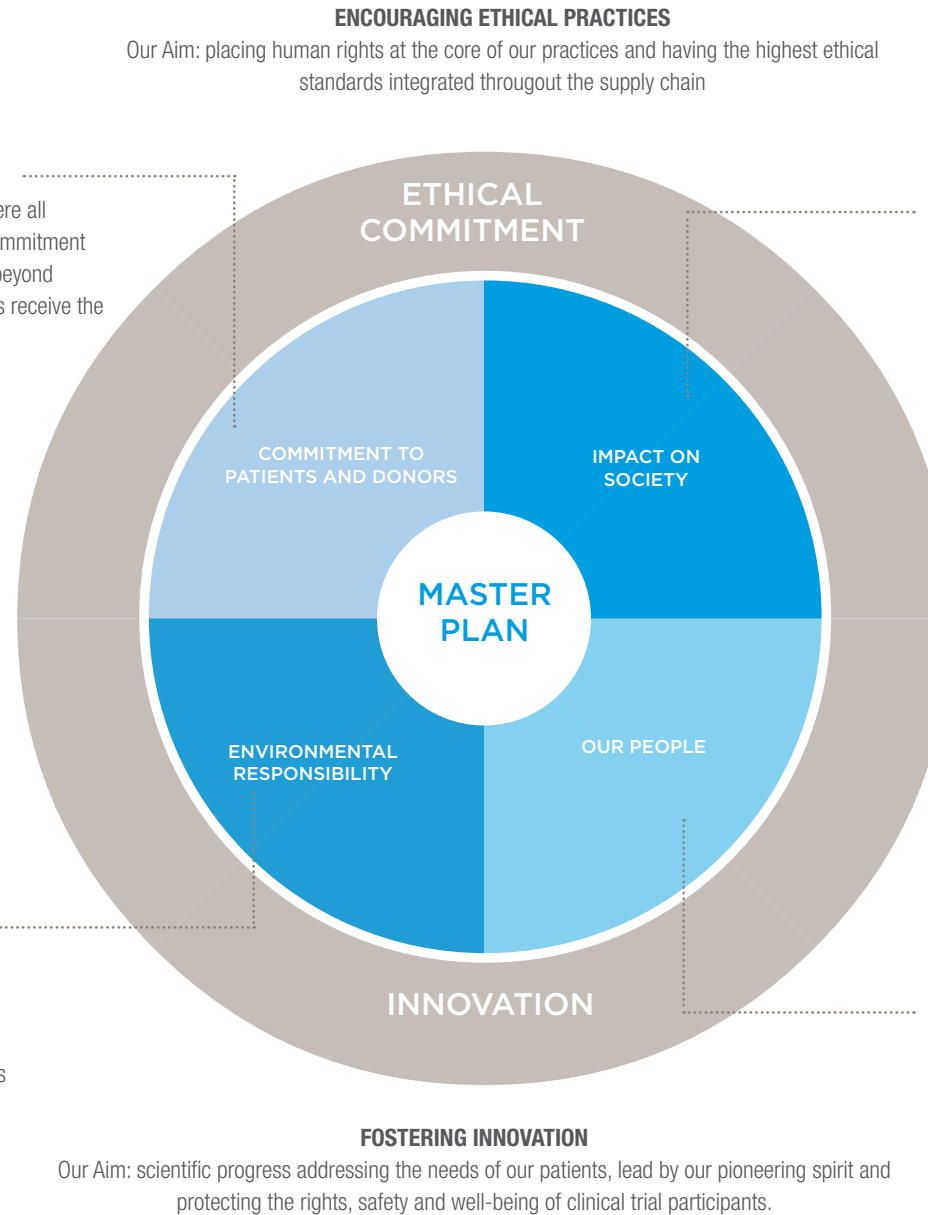 ENCOURAGING ETHICAL PRACTICES
Our Aim: placing human rights at the core of our practices and having the highest ethical
standards integrated througout the supply chain
ere all
ommitment
beyond
s receive the
ETHICAL
COMMITMENT
COMMITMENT TO
PATIENTS AND DONORS
IMPACT ON
SOCIETY
MASTER
PLAN
ENVIRONMENTAL
RESPONSIBILITY
OUR PEOPLE
INNOVATION
s
FOSTERING INNOVATION
Our Aim: scientific progress addressing the needs of our patients, lead by our pioneering spirit and
protecting the rights, safety and well-being of clinical trial participants.